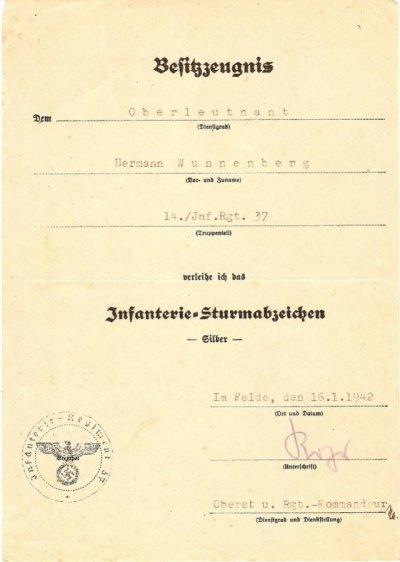 Besitzzeugnis
Dem Oberleutnant
(Dienstgrad)
Hermann Wunnenberg
(Vor- und Zuname)
14./Jnf.Rgt. 37
(Truppenteil)
verleihe ich das
Infanterie-Sturmabzeichen
— Silber —
Im Felde, den 16.1.1942
(Ort und Datum)
(Unterschrift)
Oberst u. Rgt.-Kommandeur
(Dienstgrad und Dienststellung)
Infanterie-Regiment 37